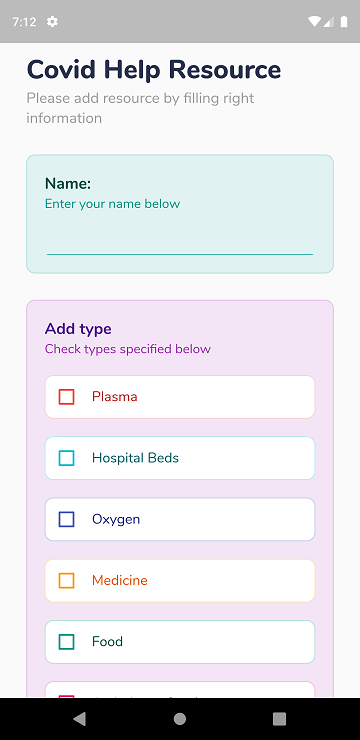 7:12
Covid Help Resource
Please add resource by filling right
information
Name:
Enter your name below
Add type
Check types specified below
Plasma
Hospital Beds
Oxygen
Medicine
Food